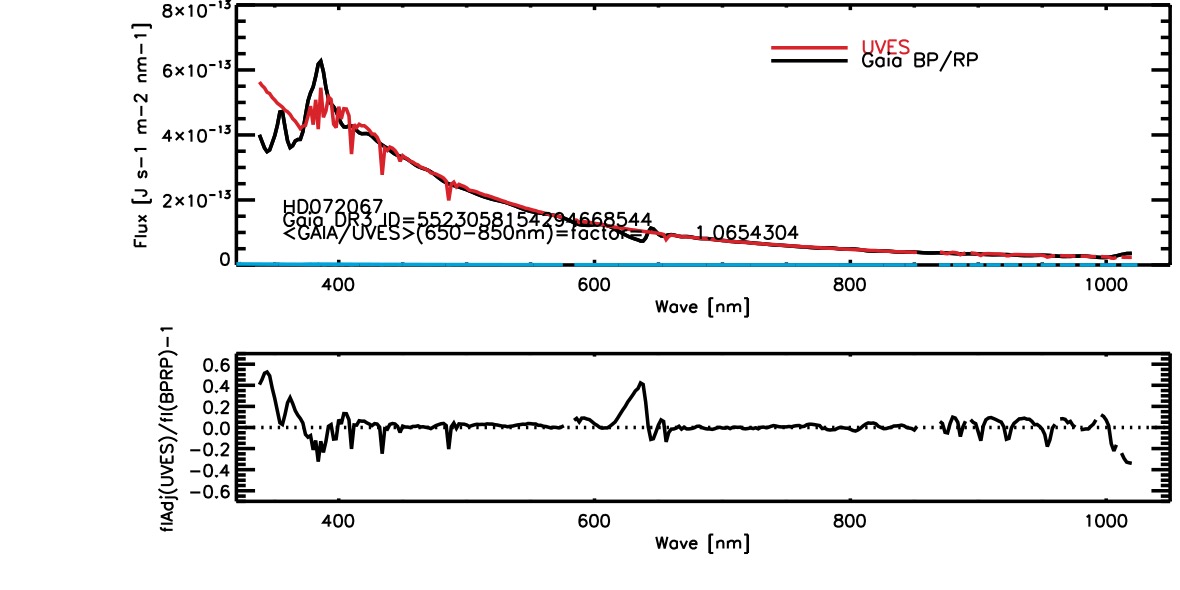 8×10−13
6×10−13
4×10−13
2×10−13
0
Flux [J s−1 m−2 nm−1]
UVES
Gaia BP/RP
HD072067
Gaia DR3 ID=5523058154294668544
<GAIA/UVES>(650−850nm)=factor= 1.0654304
400 600 800 1000
Wave [nm]
flAdj(UVES)/fl(BPRP)−1
0.6
0.4
0.2
0.0
−0.2
−0.4
−0.6
400 600 800 1000
Wave [nm]